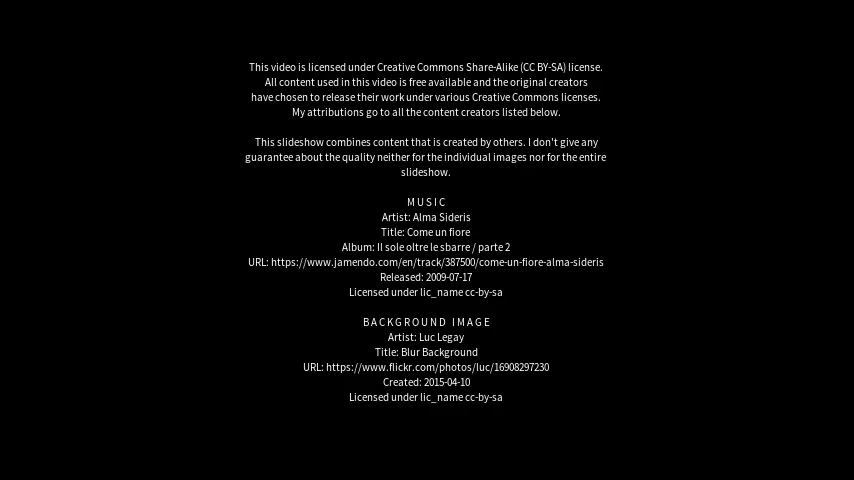 This video is licensed under Creative Commons Share-Alike (CC BY-SA) license.
All content used in this video is free available and the original creators
have chosen to release their work under various Creative Commons licenses.
My attributions go to all the content creators listed below.
This slideshow combines content that is created by others. I don't give any
guarantee about the quality neither for the individual images nor for the entire
slideshow.
MUSIC
Artist: Alma Sideris
Title: Come un fiore
Album: Il sole oltre le sbarre / parte 2
URL: https://www.jamendo.com/en/track/387500/come-un-fiore-alma-sideris
Released: 2009-07-17
Licensed under lic_name cc-by-sa
BACKGROUND IMAGE
Artist: Luc Legay
Title: Blur Background
URL: https://www.flickr.com/photos/luc/16908297230
Created: 2015-04-10
Licensed under lic_name cc-by-sa